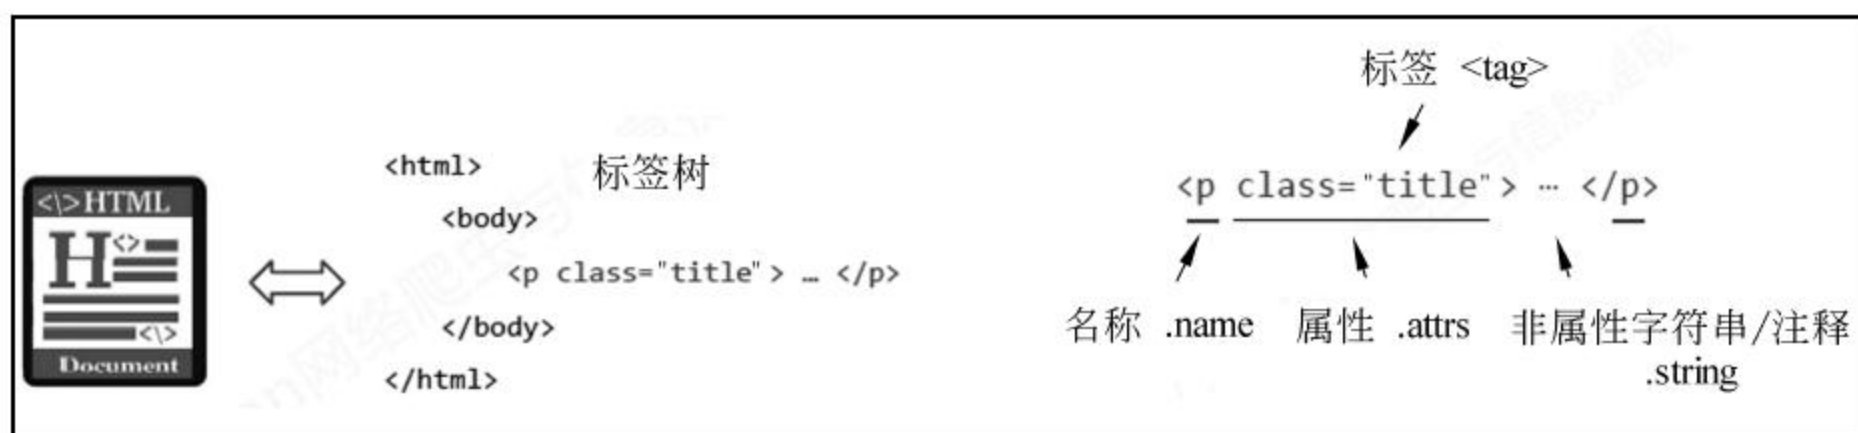 <\>HTML
H<>
<\>
Document
<html>
标签树
<body>
<p class="title"> … </p>
</body>
</html>
标签 <tag>
<p class="title"> … </p>
名称 .name 属性 .attrs 非属性字符串/注释
.string